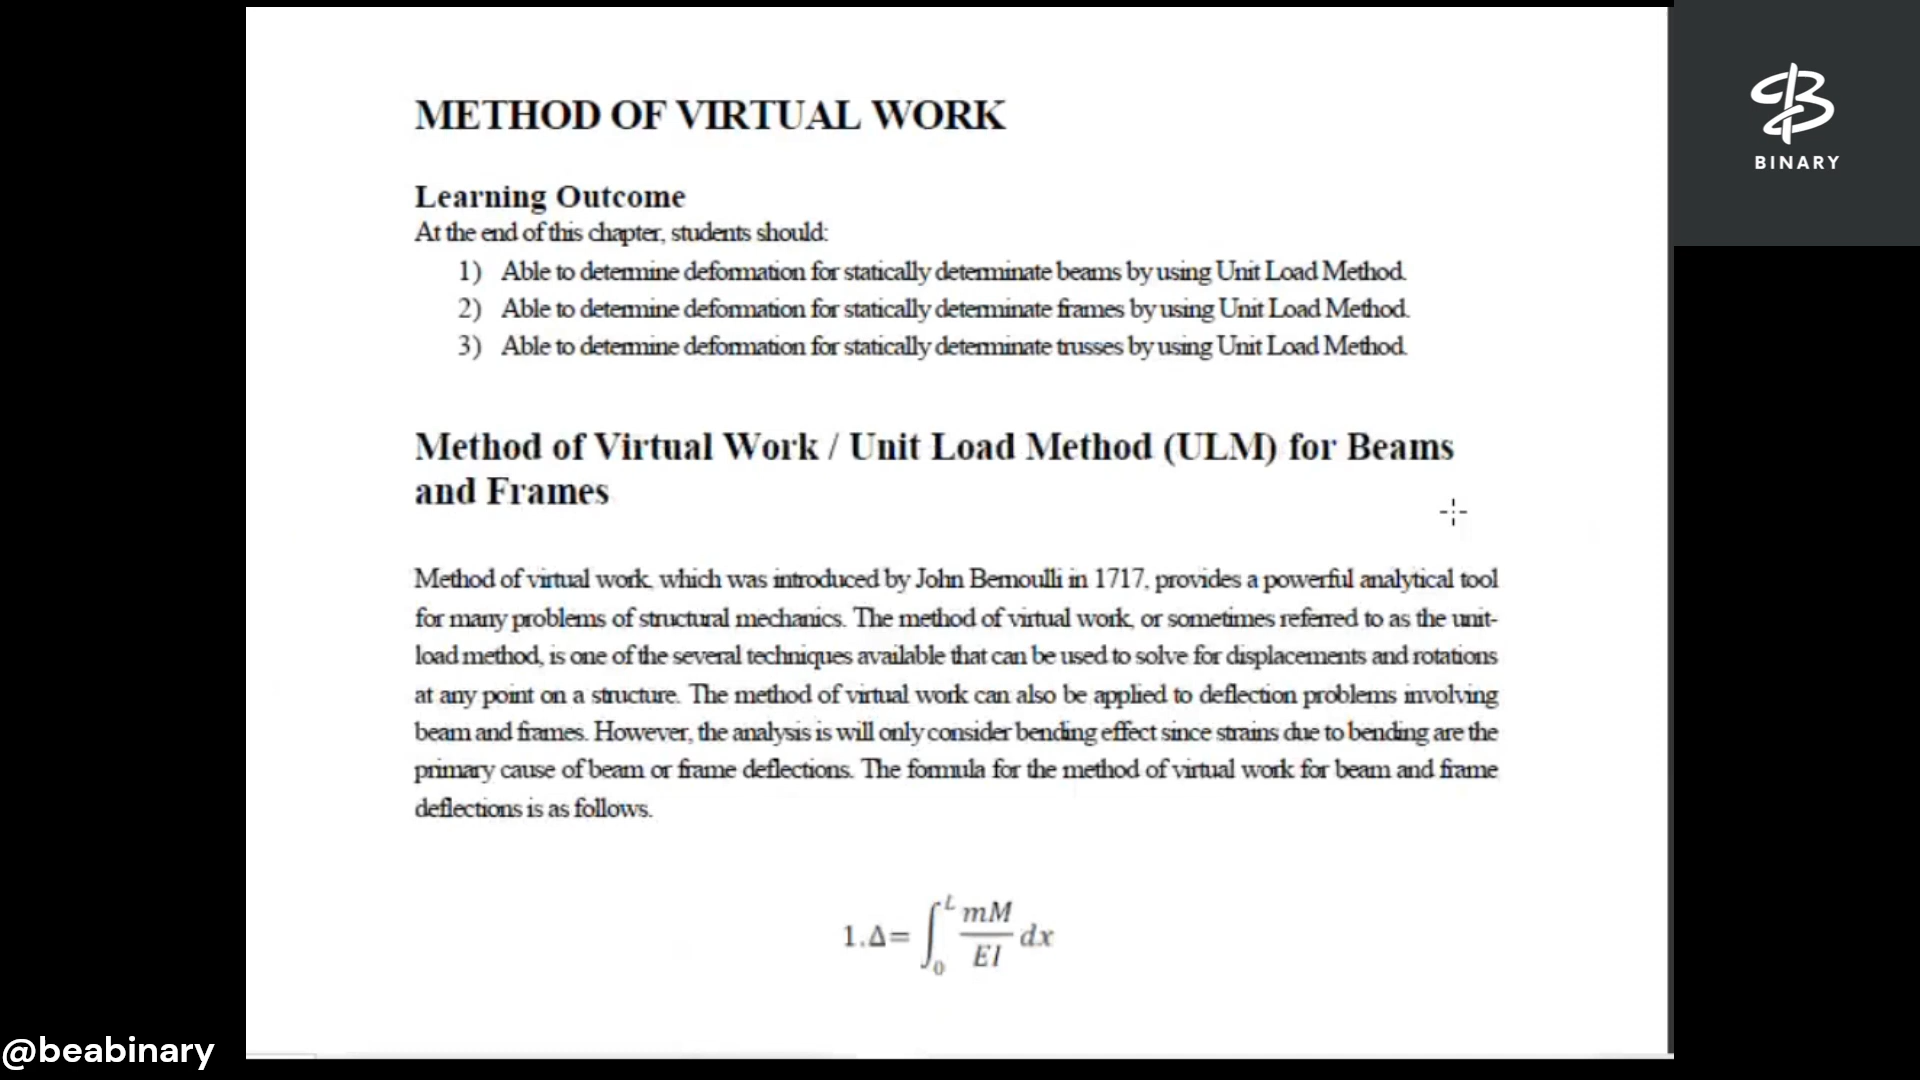 METHOD OF VIRTUAL WORK
BINARY
Learning Outcome
At the end of this chapter, students should:
1) Able to determine deformation for statically determinate beams by using Unit Load Method.
2) Able to determine deformation for statically determinate frames by using Unit Load Method.
3) Able to determine deformation for statically determinate trusses by using Unit Load Method.
Method of Virtual Work / Unit Load Method (ULM) for Beams
and Frames
Method of virtual work, which was introduced by John Bernoulli in 1717, provides a powerful analytical tool
for many problems of structural mechanics. The method of virtual work, or sometimes referred to as the unit-
load method, is one of the several techniques available that can be used to solve for displacements and rotations
at any point on a structure. The method of virtual work can also be applied to deflection problems involving
beam and frames. However, the analysis is will only consider bending effect since strains due to bending are the
primary cause of beam or frame deflections. The formula for the method of virtual work for beam and frame
deflections is as follows.
1.Δ= ∫₀ᴸ mM/EI dx
@beabinary